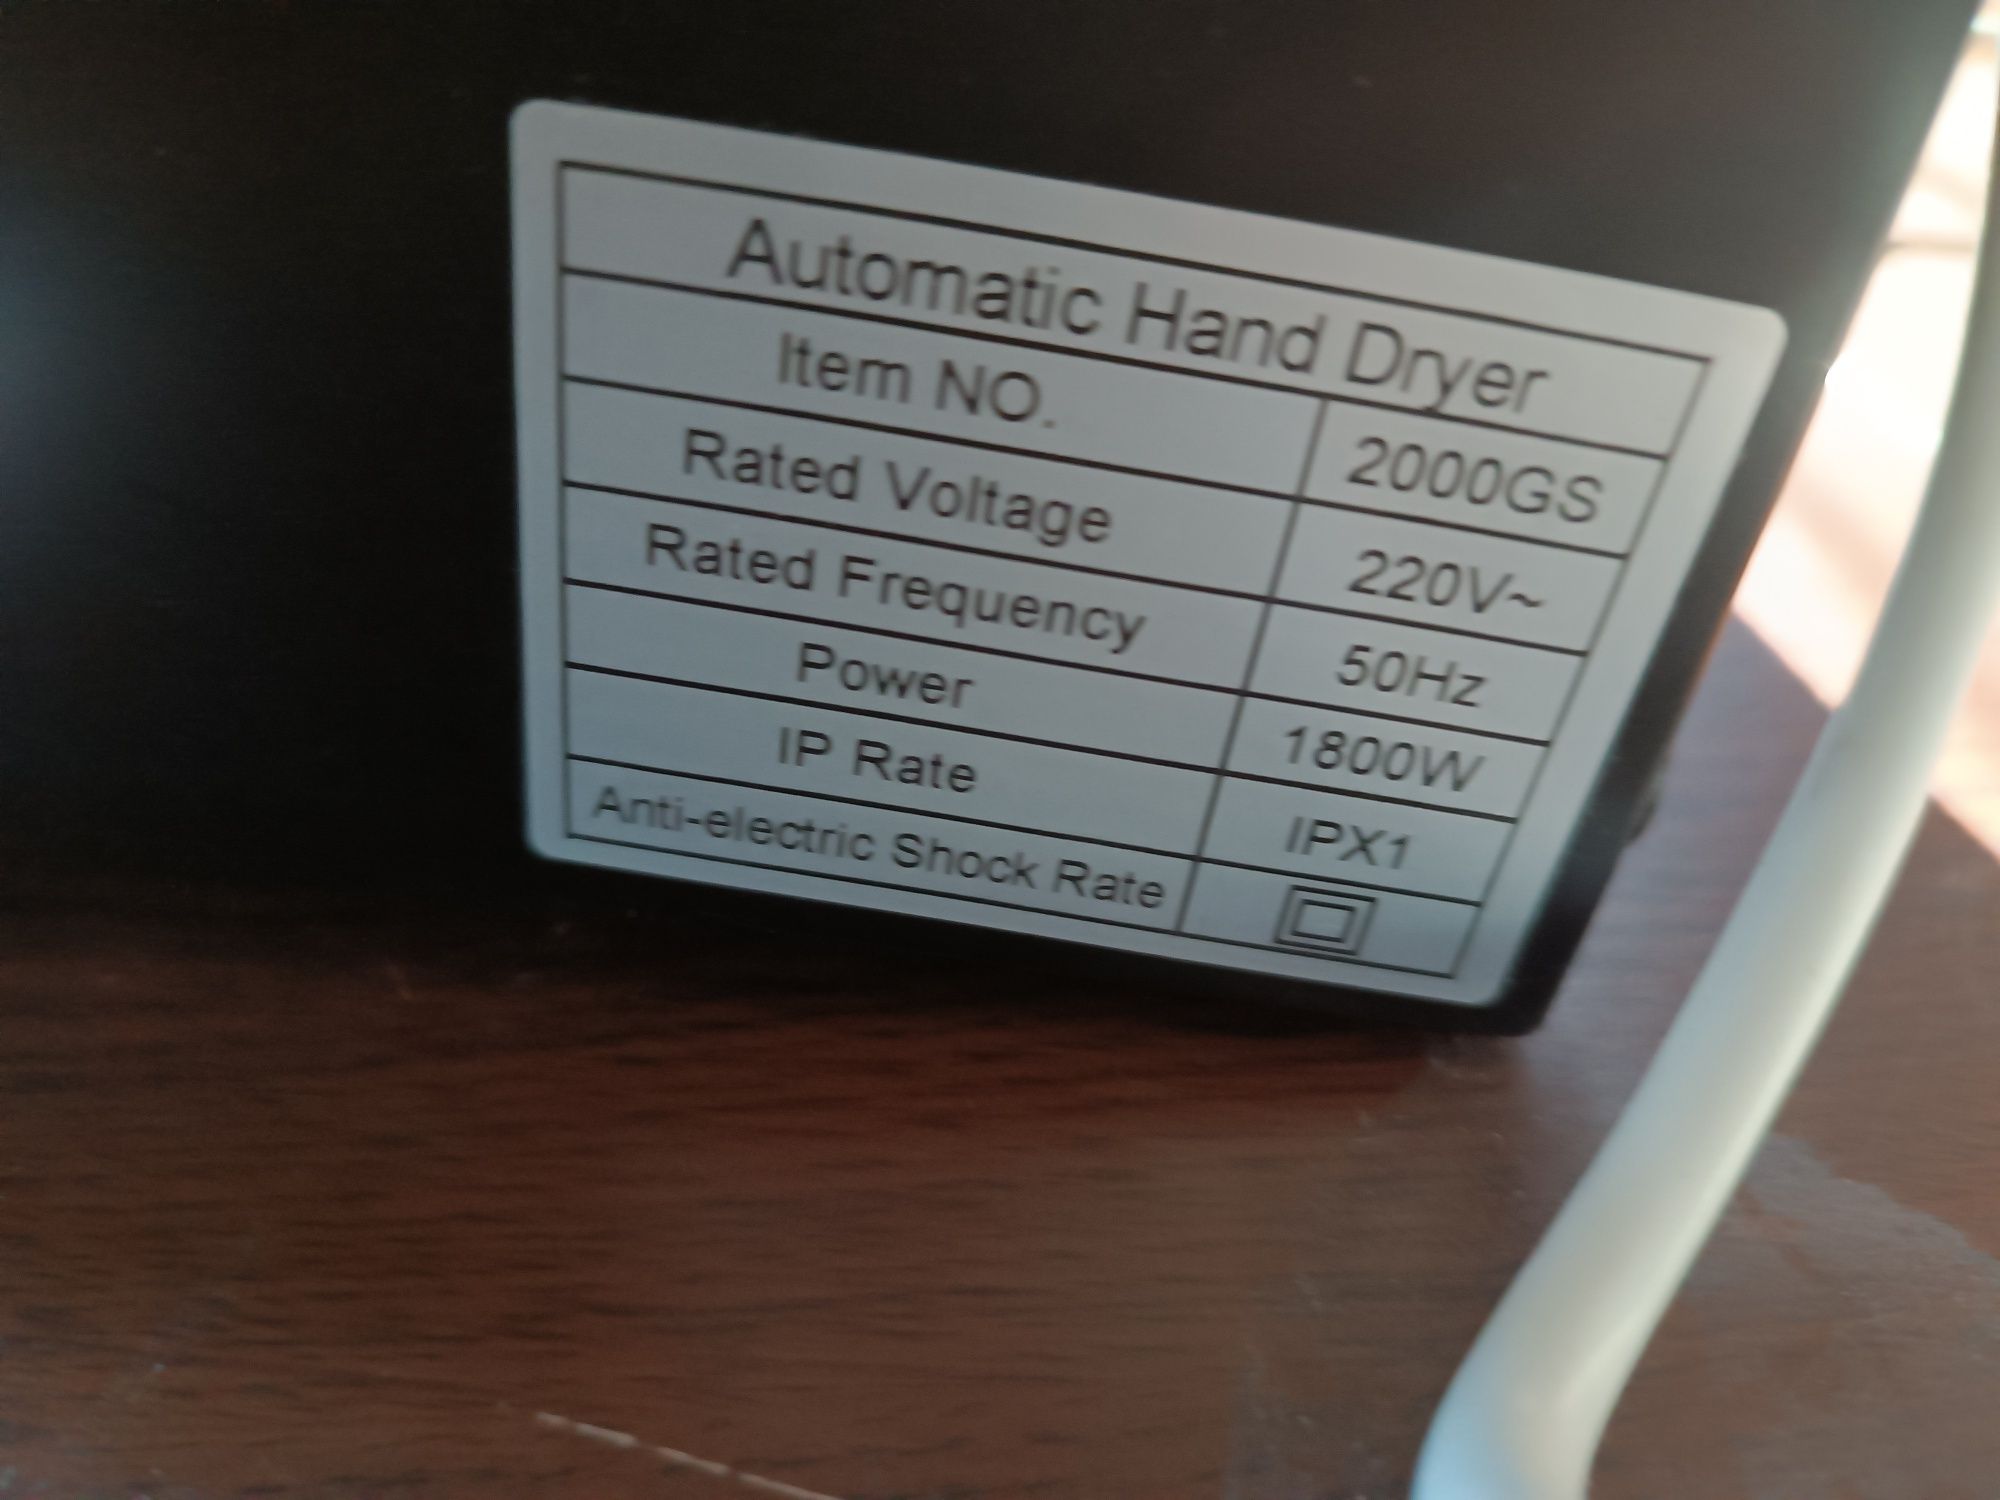 Automatic Hand Dryer
Item NO. 2000GS
Rated Voltage 220V~
Rated Frequency 50Hz
Power 1800W
IP Rate IPX1
Anti-electric Shock Rate